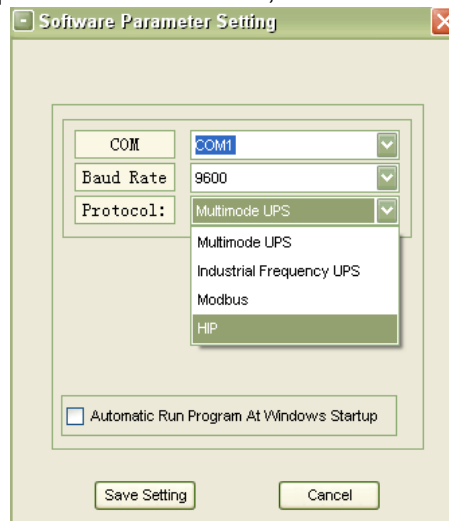 Software Parameter Setting
COM COM1
Baud Rate 9600
Protocol: Multimode UPS
Multimode UPS
Industrial Frequency UPS
Modbus
HIP
Automatic Run Program At Windows Startup
Save Setting Cancel